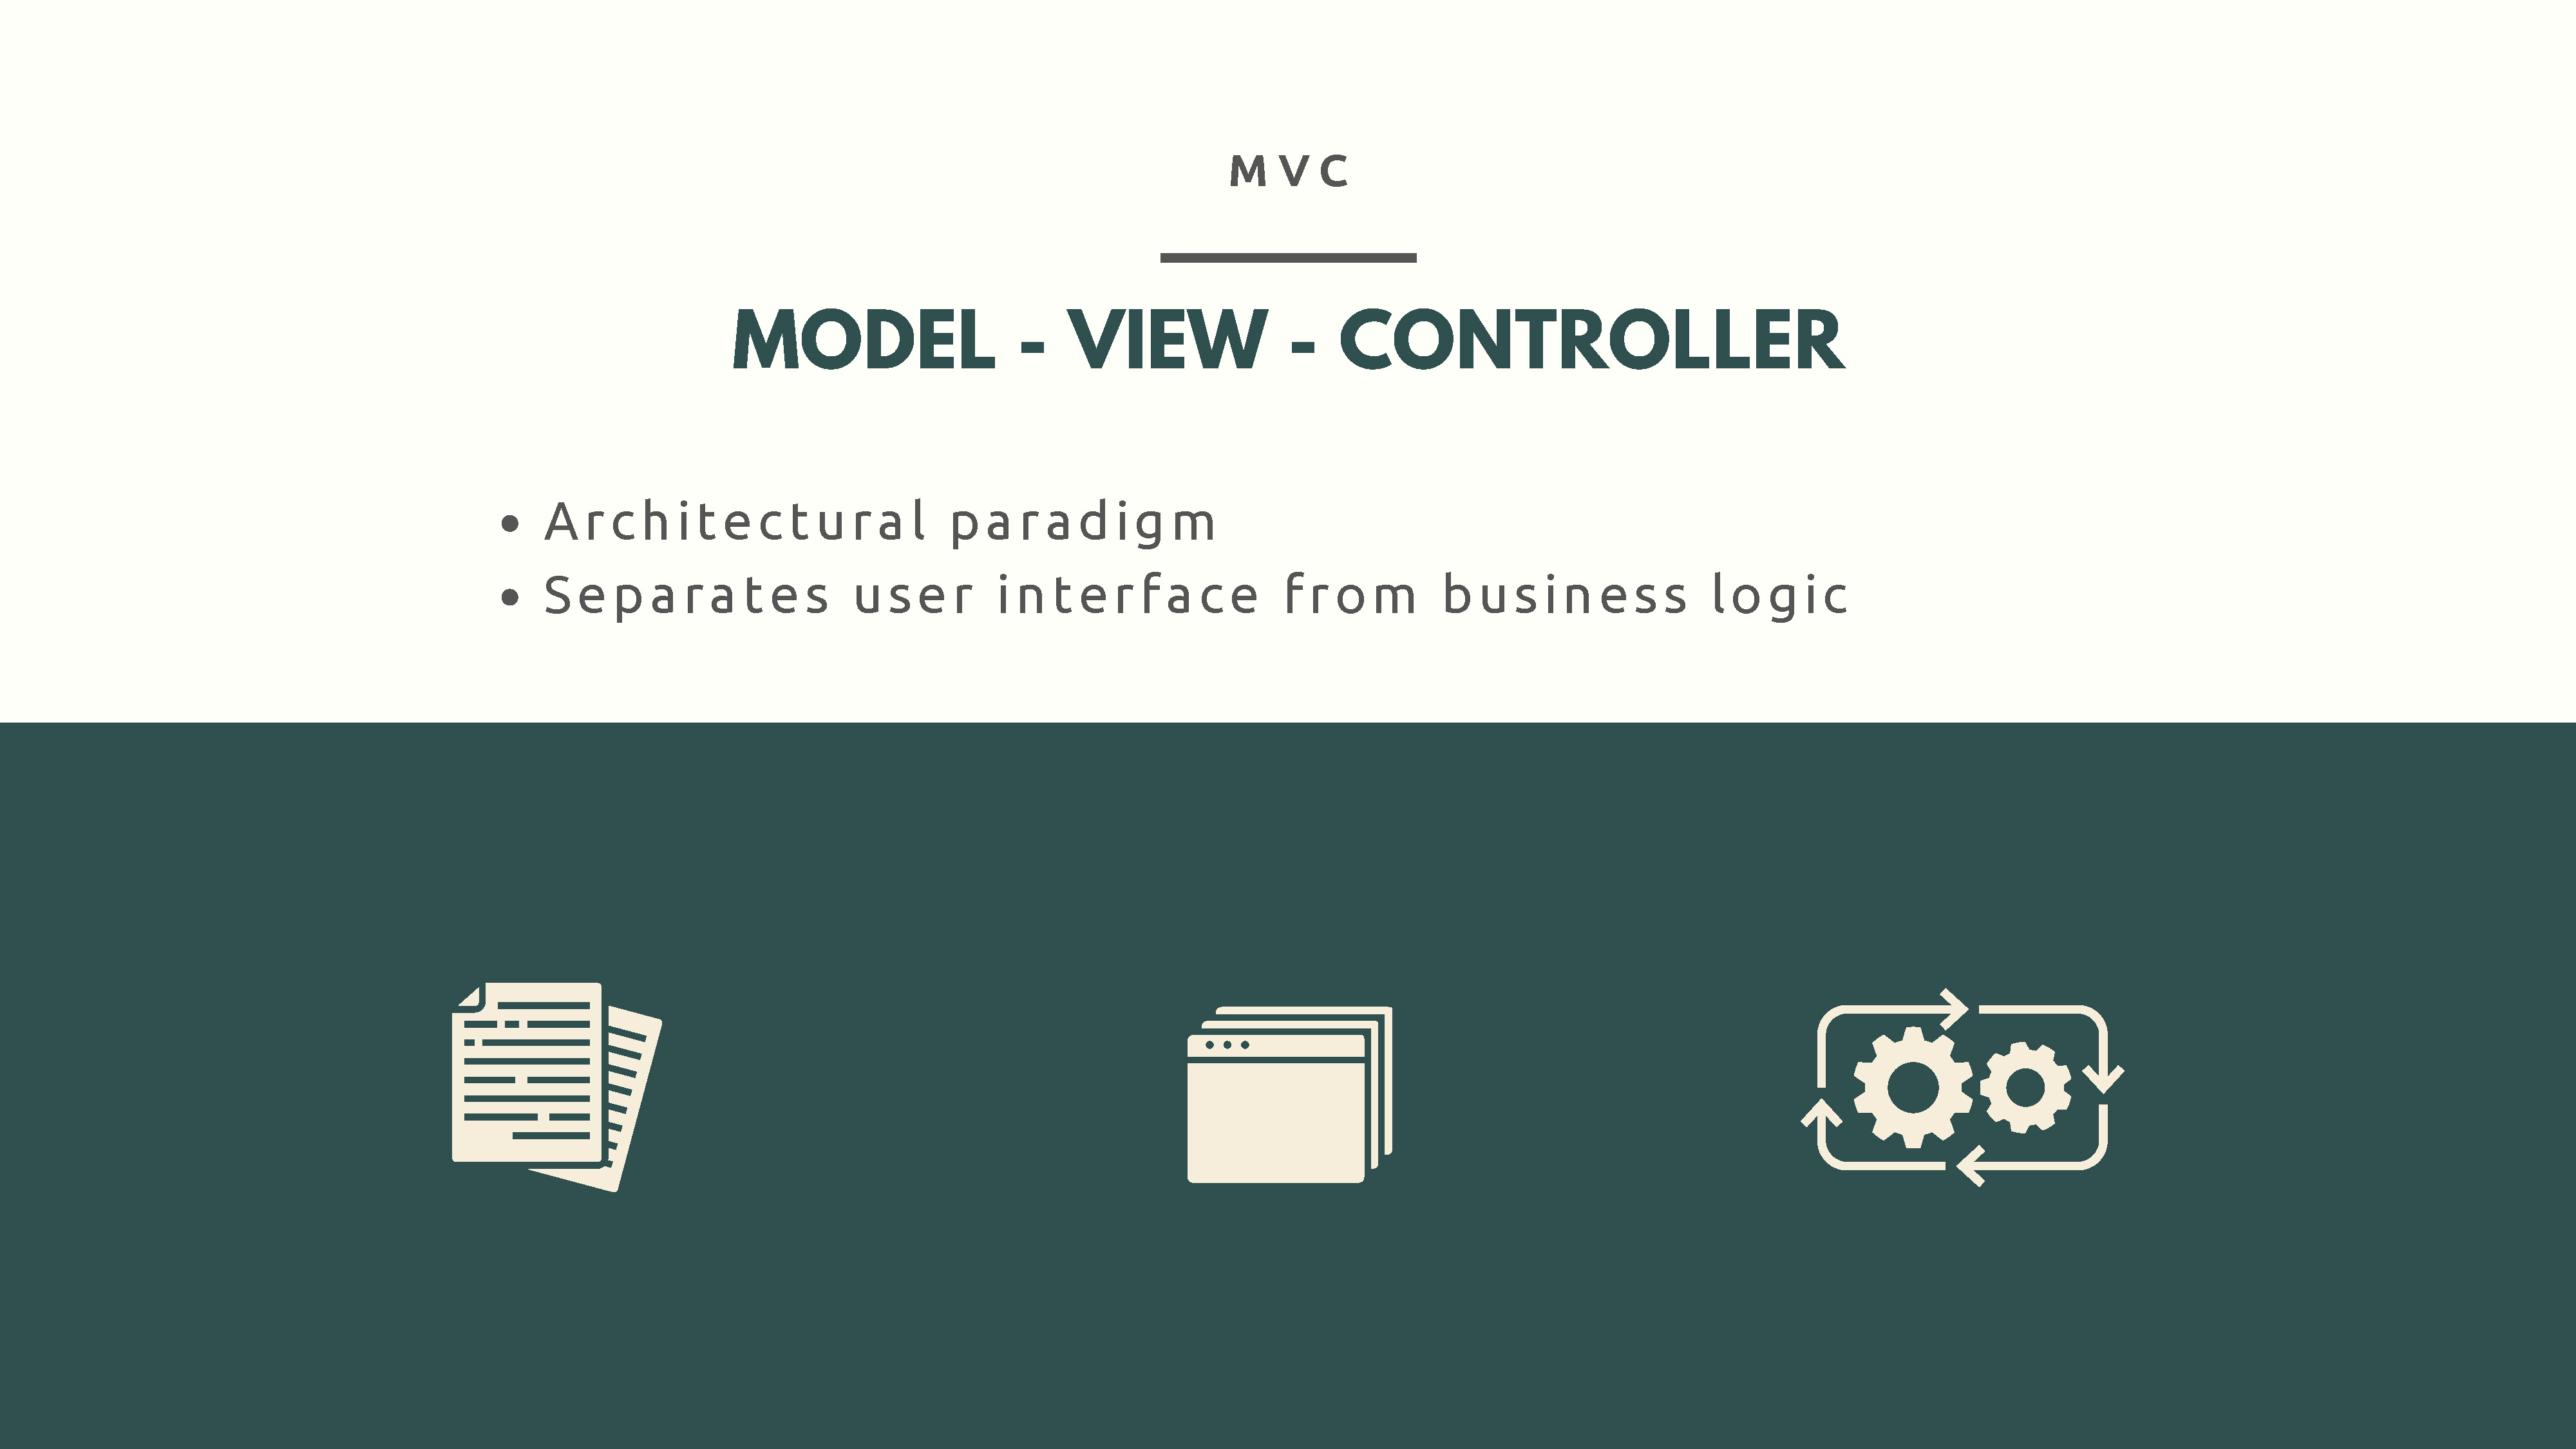 MVC
MODEL - VIEW - CONTROLLER
• Architectural paradigm
• Separates user interface from business logic